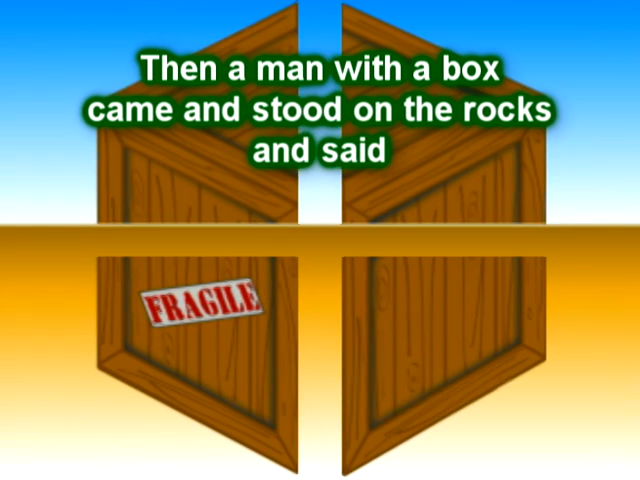 Then a man with a box
came and stood on the rocks
and said
FRAGILE